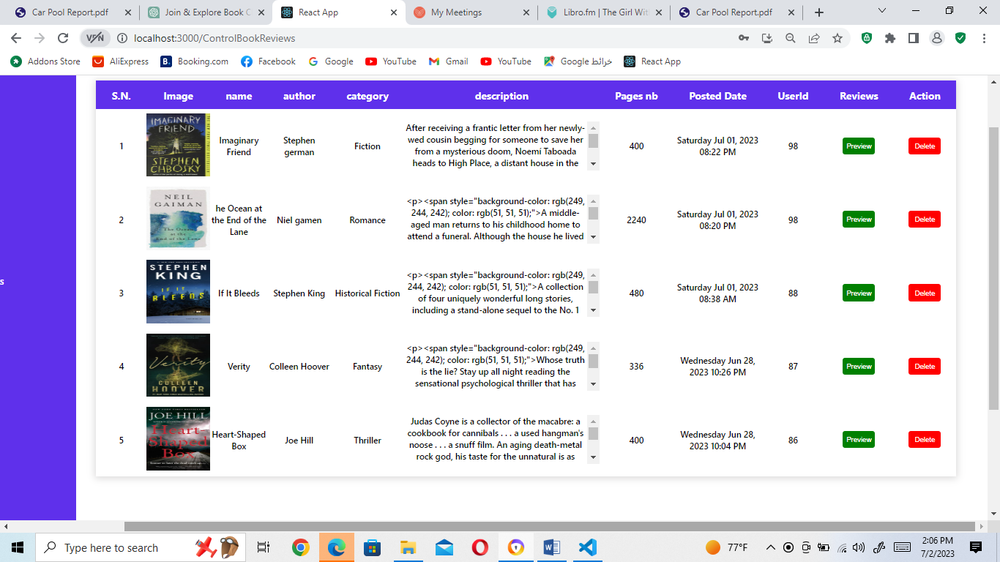 Car Pool Report.pdf
Join & Explore Book C
React App
My Meetings
Libro.fm | The Girl Wit
Car Pool Report.pdf
VPN
localhost:3000/ControlBookReviews
Addons Store
AliExpress
B.
Booking.com
Facebook
Google
YouTube
Gmail
YouTube
Google خرائط
React App
s
S.N. Image name author category description Pages nb Posted Date UserId Reviews Action
IMAGINARY
FRIEND
STEPHEN
CHBOSKY
1
Imaginary
Friend
Stephen
german
Fiction
After receiving a frantic letter from her newly-
wed cousin begging for someone to save her
from a mysterious doom, Noemí Taboada
heads to High Place, a distant house in the
400
Saturday Jul 01, 2023
08:22 PM
98
Preview
Delete
2
NEIL
GAIMAN
The Ocean
at the
End of the Lane
he Ocean at
the End of the
Lane
Niel gamen
Romance
<p><span style="background-color: rgb(249,
244, 242); color: rgb(51, 51, 51);">A middle-
aged man returns to his childhood home to
attend a funeral. Although the house he lived
2240
Saturday Jul 01, 2023
08:20 PM
98
Preview
Delete
3
STEPHEN
KING
IF IT
BLEEDS
If It Bleeds
Stephen King
Historical Fiction
<p><span style="background-color: rgb(249,
244, 242); color: rgb(51, 51, 51);">A collection
of four uniquely wonderful long stories,
including a stand-alone sequel to the No. 1
480
Saturday Jul 01, 2023
08:38 AM
88
Preview
Delete
4
Verity
COLLEEN
HOOVER
Verity
Colleen Hoover
Fantasy
<p><span style="background-color: rgb(249,
244, 242); color: rgb(51, 51, 51);">Whose truth
is the lie? Stay up all night reading the
sensational psychological thriller that has
336
Wednesday Jun 28,
2023 10:26 PM
87
Preview
Delete
5
JOE HILL
Heart-
Shaped
Box
Heart-Shaped
Box
Joe Hill
Thriller
Judas Coyne is a collector of the macabre: a
cookbook for cannibals . . . a used hangman's
noose . . . a snuff film. An aging death-metal
rock god, his taste for the unnatural is as
400
Wednesday Jun 28,
2023 10:04 PM
86
Preview
Delete
Type here to search
77°F
2:06 PM
7/2/2023